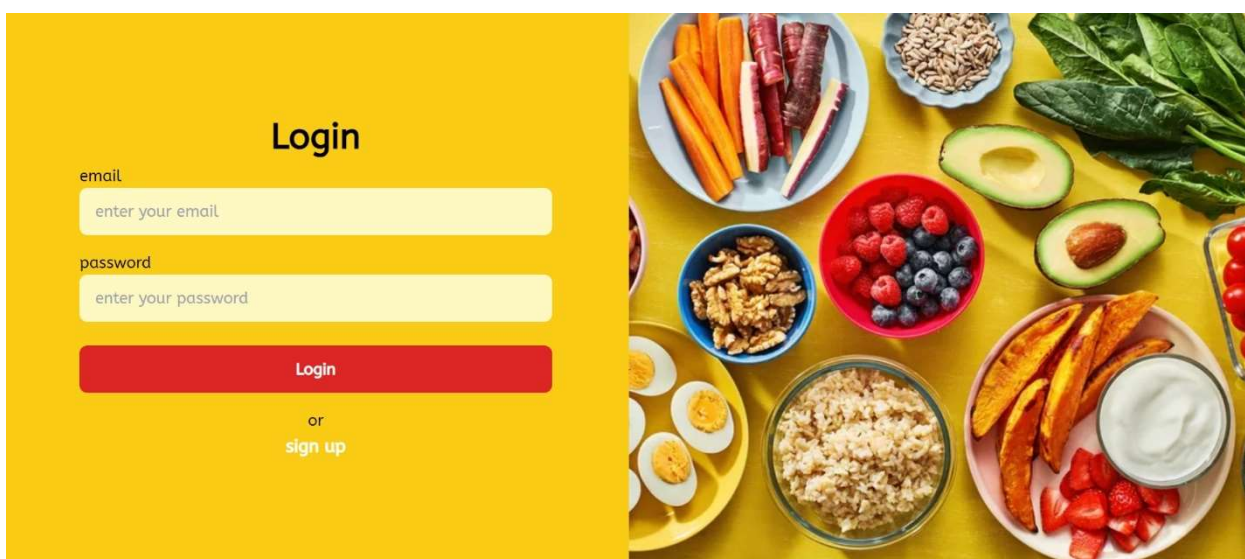 Login
email
enter your email
password
enter your password
Login
or
sign up